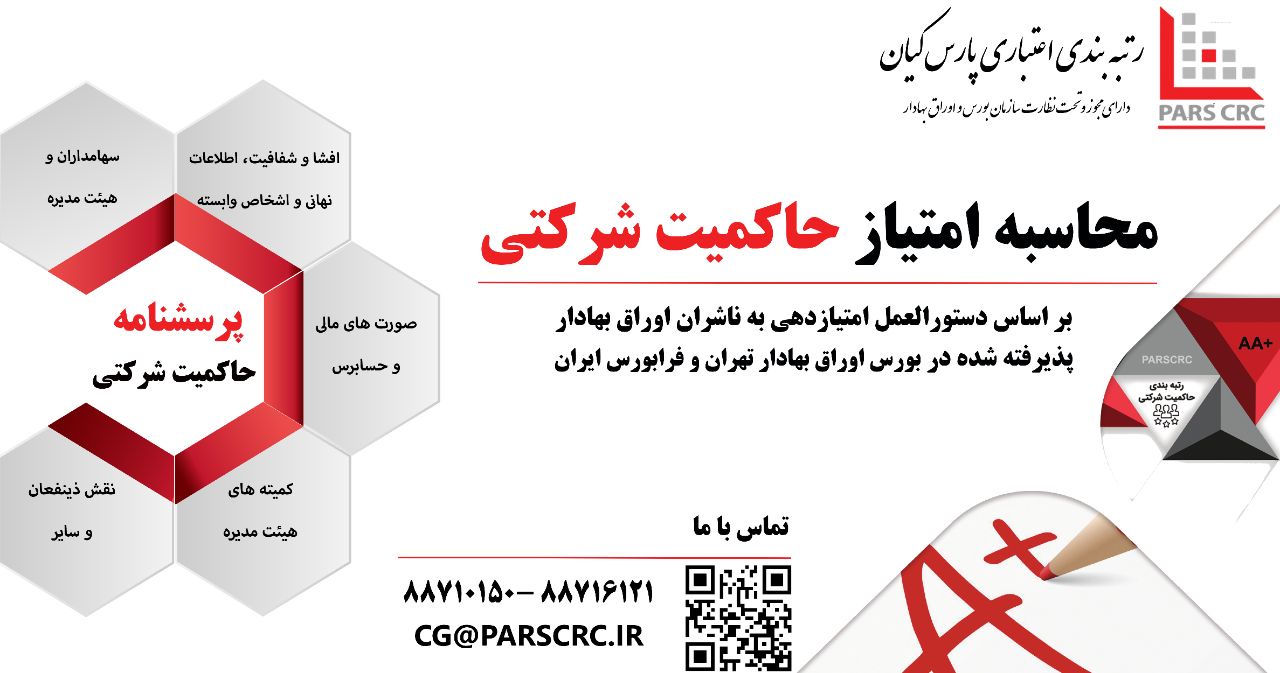 رتبه بندی اعتباری پارس کیان
دارای مجوز و تحت نظارت سازمان بورس و اوراق بهادار
PARS CRC
محاسبه امتیاز حاکمیت شرکتی
بر اساس دستورالعمل امتیازدهی به ناشران اوراق بهادار
پذیرفته شده در بورس اوراق بهادار تهران و فرابورس ایران
افشا و شفافیت، اطلاعات
نهانی و اشخاص وابسته
سهامداران و
هیئت مدیره
صورت های مالی
و حسابرس
پرسشنامه
حاکمیت شرکتی
کمیته های
هیئت مدیره
نقش ذینفعان
و سایر
AA+
PARSCRC
رتبه بندی
حاکمیت شرکتی
A+
تماس با ما
۸۸۷۱۰۱۵۰ – ۸۸۷۱۶۱۲۱
CG@PARSCRC.IR